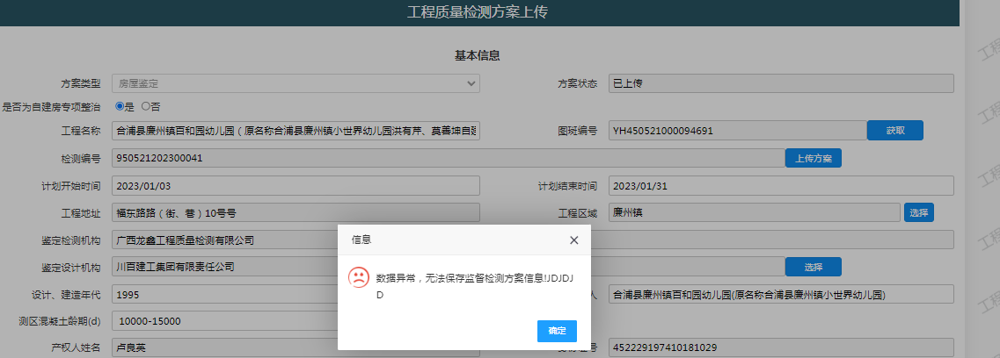 工程质量检测方案上传
基本信息
方案类型 房屋鉴定 方案状态 已上传
是否为自建房专项整治 是 否
工程名称 合浦县廉州镇百和园幼儿园（原名称合浦县廉州镇小世界幼儿园洪有芹、莫善坤自建 图斑编号 YH450521000094691 获取
检测编号 950521202300041 上传方案
计划开始时间 2023/01/03 计划结束时间 2023/01/31
工程地址 福东路路（街、巷）10号号 工程区域 廉州镇 选择
鉴定检测机构 广西龙鑫工程质量检测有限公司
鉴定设计机构 川百建工集团有限责任公司 选择
设计、建造年代 1995 人 合浦县廉州镇百和园幼儿园(原名称合浦县廉州镇小世界幼儿园)
测区混凝土龄期(d) 10000-15000
产权人姓名 卢良英 号 452229197410181029
信息
数据异常，无法保存监督检测方案信息!JDJDJ
D
确定
工程
工程
工程
工程
工程